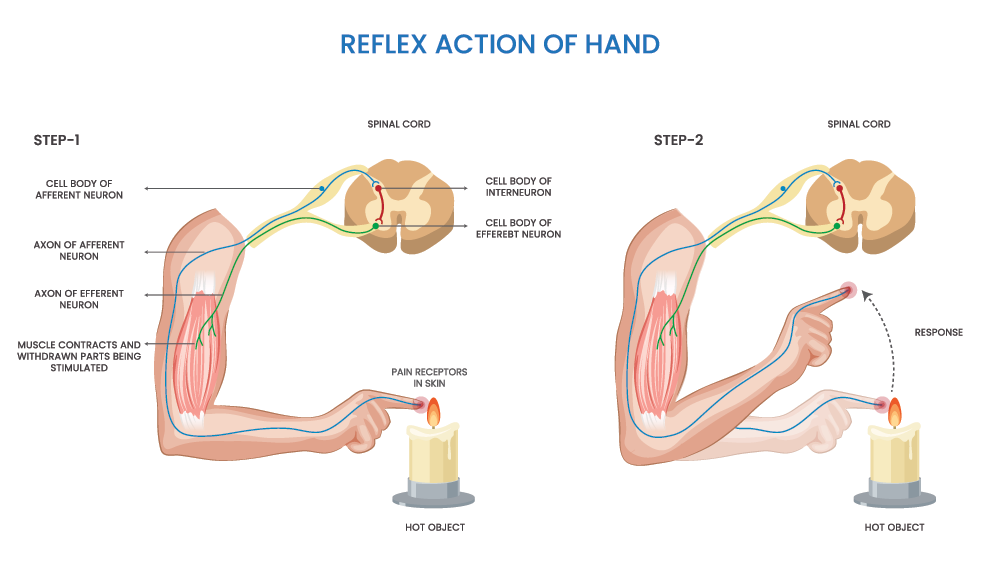 REFLEX ACTION OF HAND
STEP-1
SPINAL CORD
CELL BODY OF
AFFERENT NEURON
CELL BODY OF
INTERNEURON
CELL BODY OF
EFFEREBT NEURON
AXON OF AFFERENT
NEURON
AXON OF EFFERENT
NEURON
MUSCLE CONTRACTS AND
WITHDRAWN PARTS BEING
STIMULATED
PAIN RECEPTORS
IN SKIN
HOT OBJECT
STEP-2
SPINAL CORD
RESPONSE
HOT OBJECT